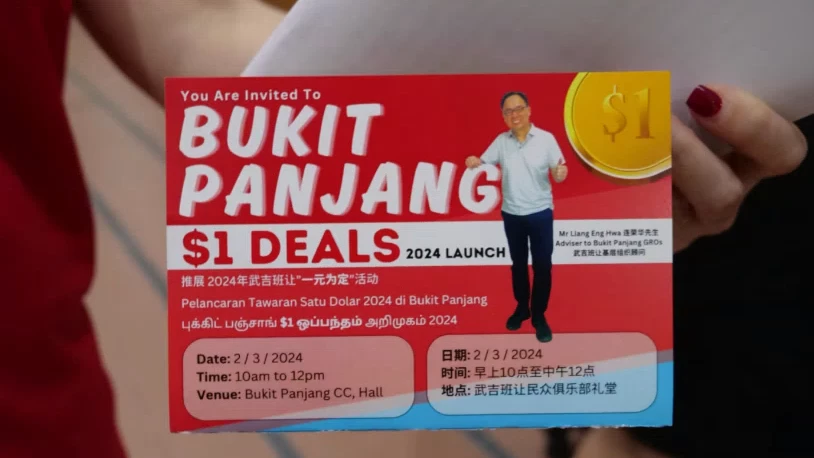 You Are Invited To
BUKIT
PANJANG
$1
$1 DEALS 2024 LAUNCH
Mr Liang Eng Hwa 连荣华先生
Adviser to Bukit Panjang GROs
武吉班让基层组织顾问
推展 2024年武吉班让"一元为定"活动
Pelancaran Tawaran Satu Dolar 2024 di Bukit Panjang
புக்கிட் பஞ்சாங் $1 ஒப்பந்தம் அறிமுகம் 2024
Date: 2 / 3 / 2024
Time: 10am to 12pm
Venue: Bukit Panjang CC, Hall
日期: 2 / 3 / 2024
时间: 早上10点至中午12点
地点: 武吉班让民众俱乐部礼堂